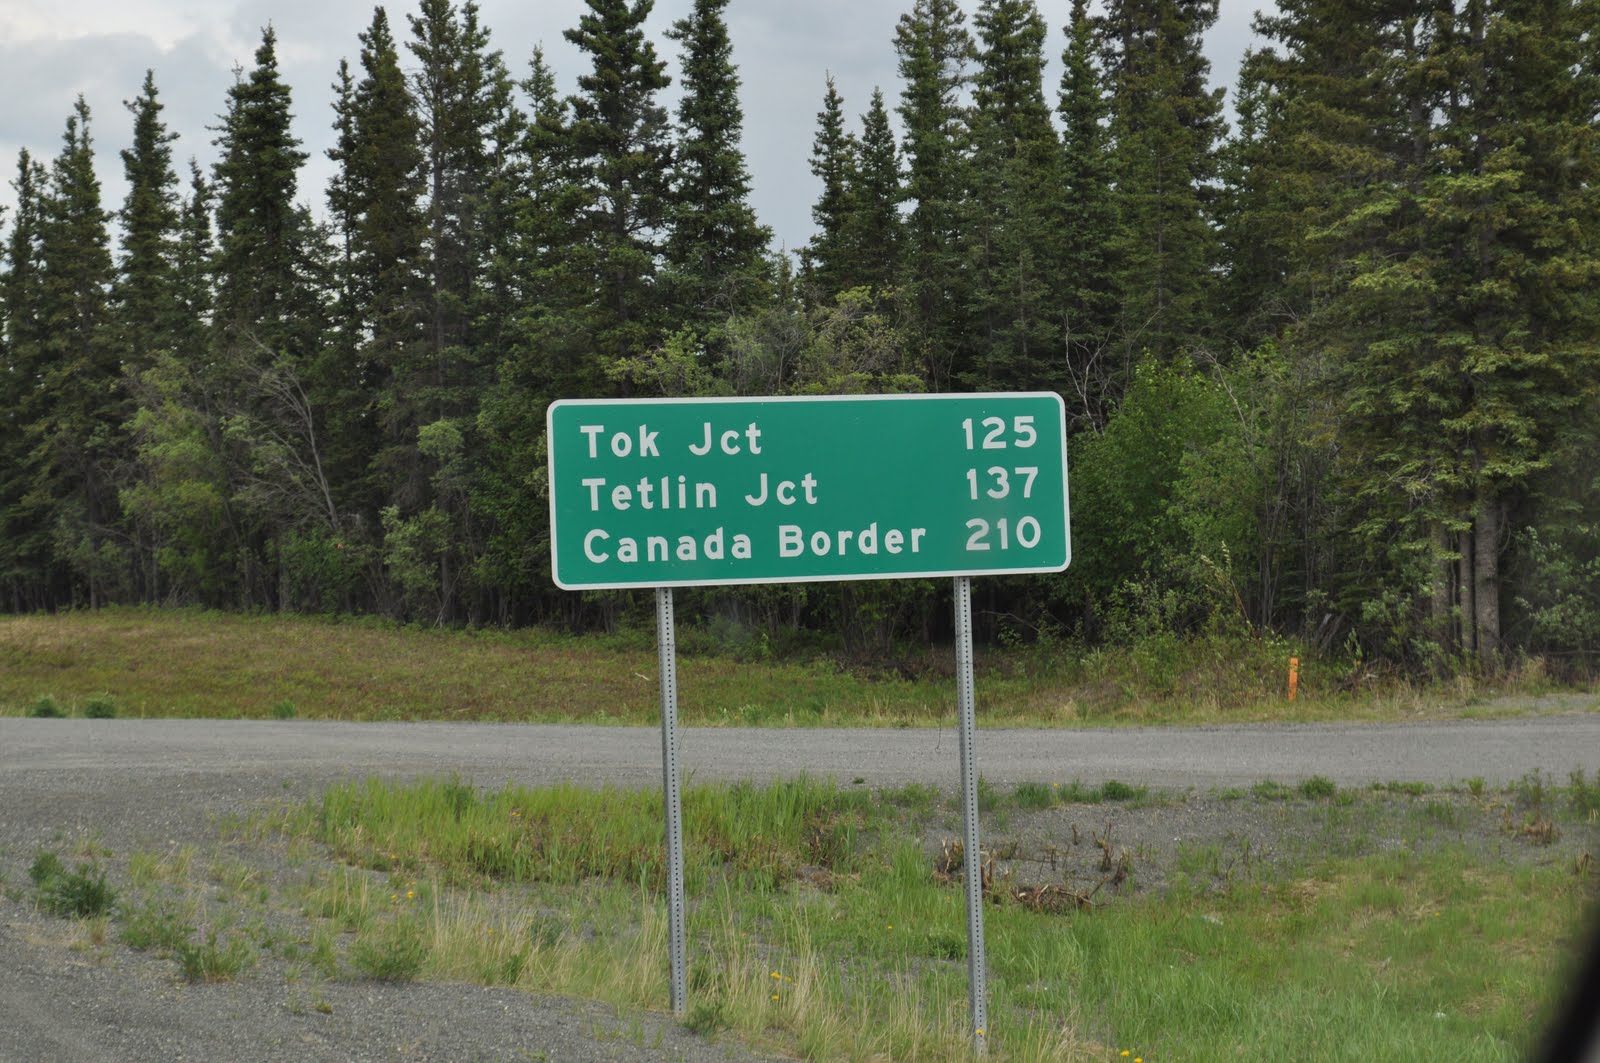 Tok Jct 125
Tetlin Jct 137
Canada Border 210